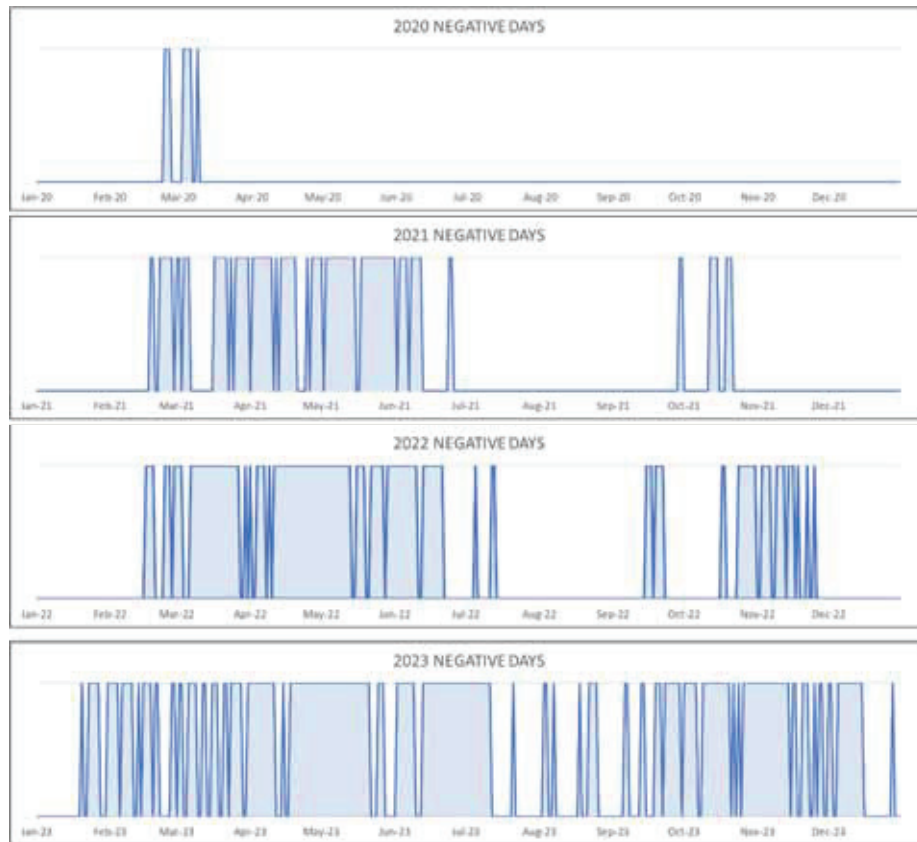 2020 NEGATIVE DAYS
Jan-20 Feb-20 Mar-20 Apr-20 May-20 Jun-20 Jul-20 Aug-20 Sep-20 Oct-20 Nov-20 Dec-20
2021 NEGATIVE DAYS
Jan-21 Feb-21 Mar-21 Apr-21 May-21 Jun-21 Jul-21 Aug-21 Sep-21 Oct-21 Nov-21 Dec-21
2022 NEGATIVE DAYS
Jan-22 Feb-22 Mar-22 Apr-22 May-22 Jun-22 Jul-22 Aug-22 Sep-22 Oct-22 Nov-22 Dec-22
2023 NEGATIVE DAYS
Jan-23 Feb-23 Mar-23 Apr-23 May-23 Jun-23 Jul-23 Aug-23 Sep-23 Oct-23 Nov-23 Dec-23